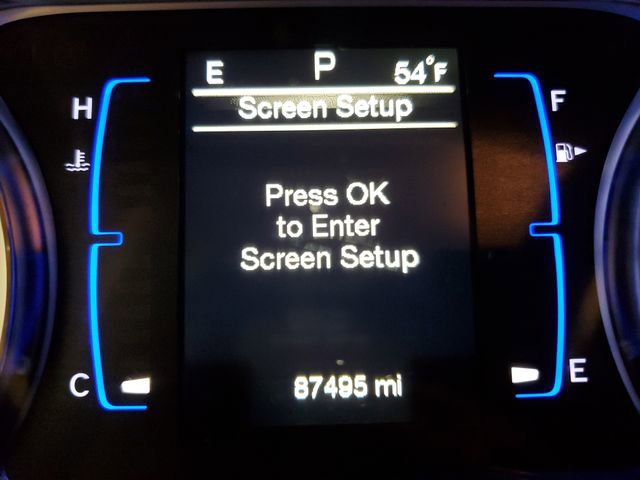 E P 54°F
Screen Setup
H F
Press OK
to Enter
Screen Setup
C E
87495 mi